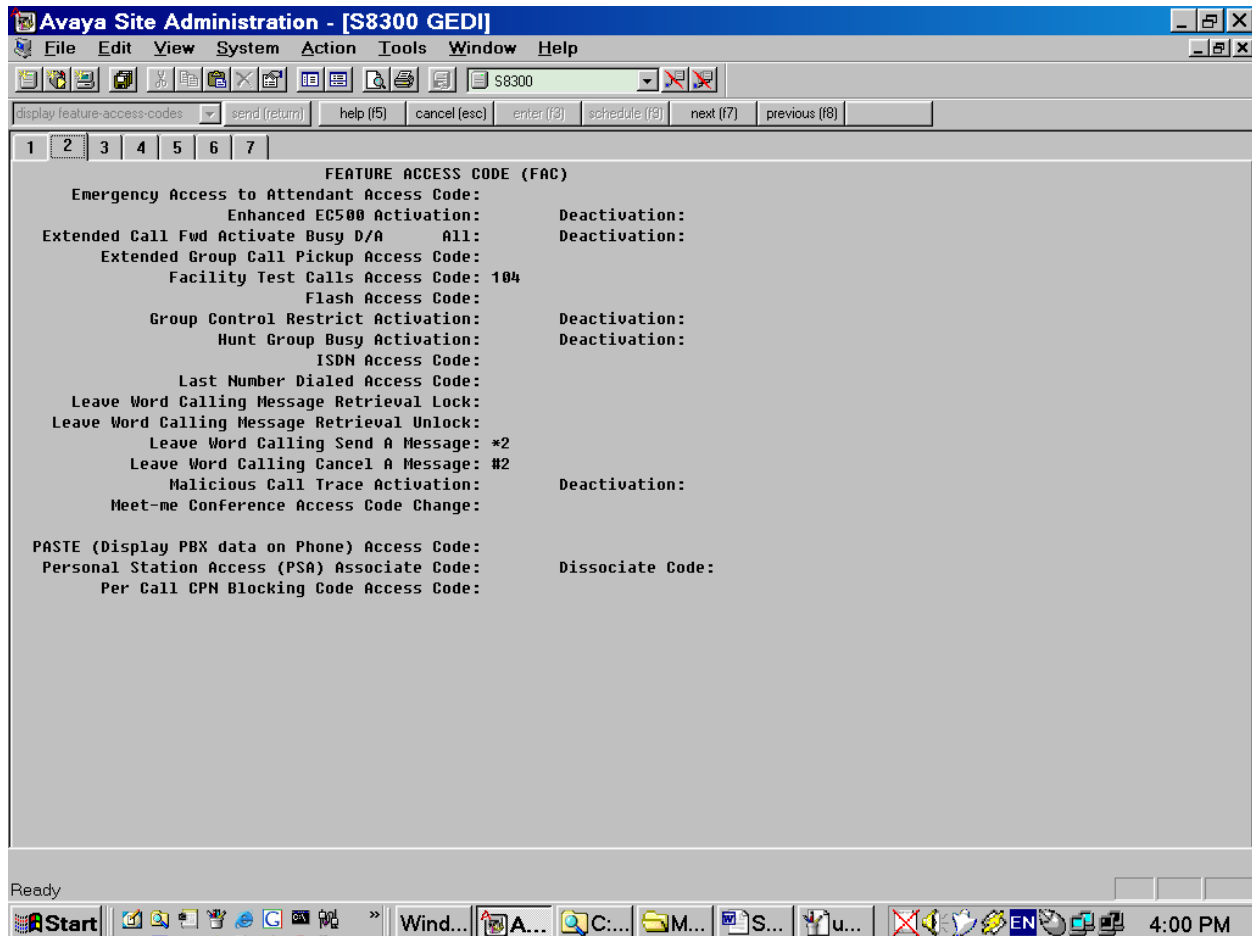 Avaya Site Administration - [S8300 GEDI]
File Edit View System Action Tools Window Help
S8300
display feature-access-codes send (return) help (f5) cancel (esc) enter (f3) schedule (f9) next (f7) previous (f8)
1 2 3 4 5 6 7
FEATURE ACCESS CODE (FAC)
Emergency Access to Attendant Access Code:
Enhanced EC500 Activation: Deactivation:
Extended Call Fwd Activate Busy D/A All: Deactivation:
Extended Group Call Pickup Access Code:
Facility Test Calls Access Code: 104
Flash Access Code:
Group Control Restrict Activation: Deactivation:
Hunt Group Busy Activation: Deactivation:
ISDN Access Code:
Last Number Dialed Access Code:
Leave Word Calling Message Retrieval Lock:
Leave Word Calling Message Retrieval Unlock:
Leave Word Calling Send A Message: *2
Leave Word Calling Cancel A Message: #2
Malicious Call Trace Activation: Deactivation:
Meet-me Conference Access Code Change:
PASTE (Display PBX data on Phone) Access Code:
Personal Station Access (PSA) Associate Code: Dissociate Code:
Per Call CPN Blocking Code Access Code:
Ready
Start » Wind... A... C:... M... S... u... EN 4:00 PM